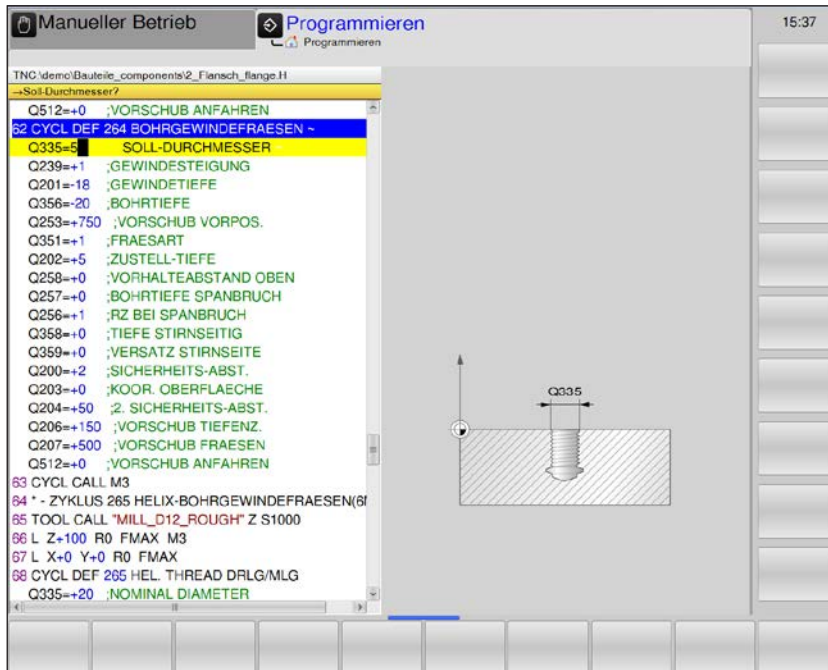 Manueller Betrieb
Programmieren
Programmieren
15:37
TNC:\demo\Bauteile_components\2_Flansch_flange.H
→Soll-Durchmesser?
Q512=+0 ;VORSCHUB ANFAHREN
62 CYCL DEF 264 BOHRGEWINDEFRAESEN ~
Q335=5 SOLL-DURCHMESSER ~
Q239=+1 ;GEWINDESTEIGUNG
Q201=-18 ;GEWINDETIEFE
Q356=-20 ;BOHRTIEFE
Q253=+750 ;VORSCHUB VORPOS.
Q351=+1 ;FRAESART
Q202=+5 ;ZUSTELL-TIEFE
Q258=+0 ;VORHALTEABSTAND OBEN
Q257=+0 ;BOHRTIEFE SPANBRUCH
Q256=+1 ;RZ BEI SPANBRUCH
Q358=+0 ;TIEFE STIRNSEITIG
Q359=+0 ;VERSATZ STIRNSEITE
Q200=+2 ;SICHERHEITS-ABST.
Q203=+0 ;KOOR. OBERFLAECHE
Q204=+50 ;2. SICHERHEITS-ABST.
Q206=+150 ;VORSCHUB TIEFENZ.
Q207=+500 ;VORSCHUB FRAESEN
Q512=+0 ;VORSCHUB ANFAHREN
63 CYCL CALL M3
64 * - ZYKLUS 265 HELIX-BOHRGEWINDEFRAESEN(6
65 TOOL CALL "MILL_D12_ROUGH" Z S1000
66 L Z+100 R0 FMAX M3
67 L X+0 Y+0 R0 FMAX
68 CYCL DEF 265 HEL. THREAD DRLG/MLG
Q335=+20 ;NOMINAL DIAMETER
Q335